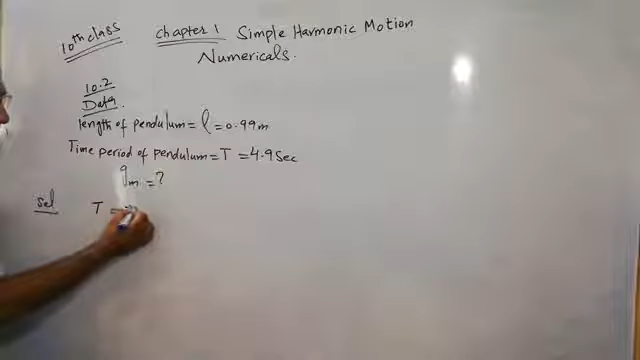 10th class
chapter 1 Simple Harmonic Motion
Numericals.
10.2
Data.
length of pendulum = l = 0.99m
Time period of pendulum = T = 4.9 Sec
gm = ?
Sol
T =